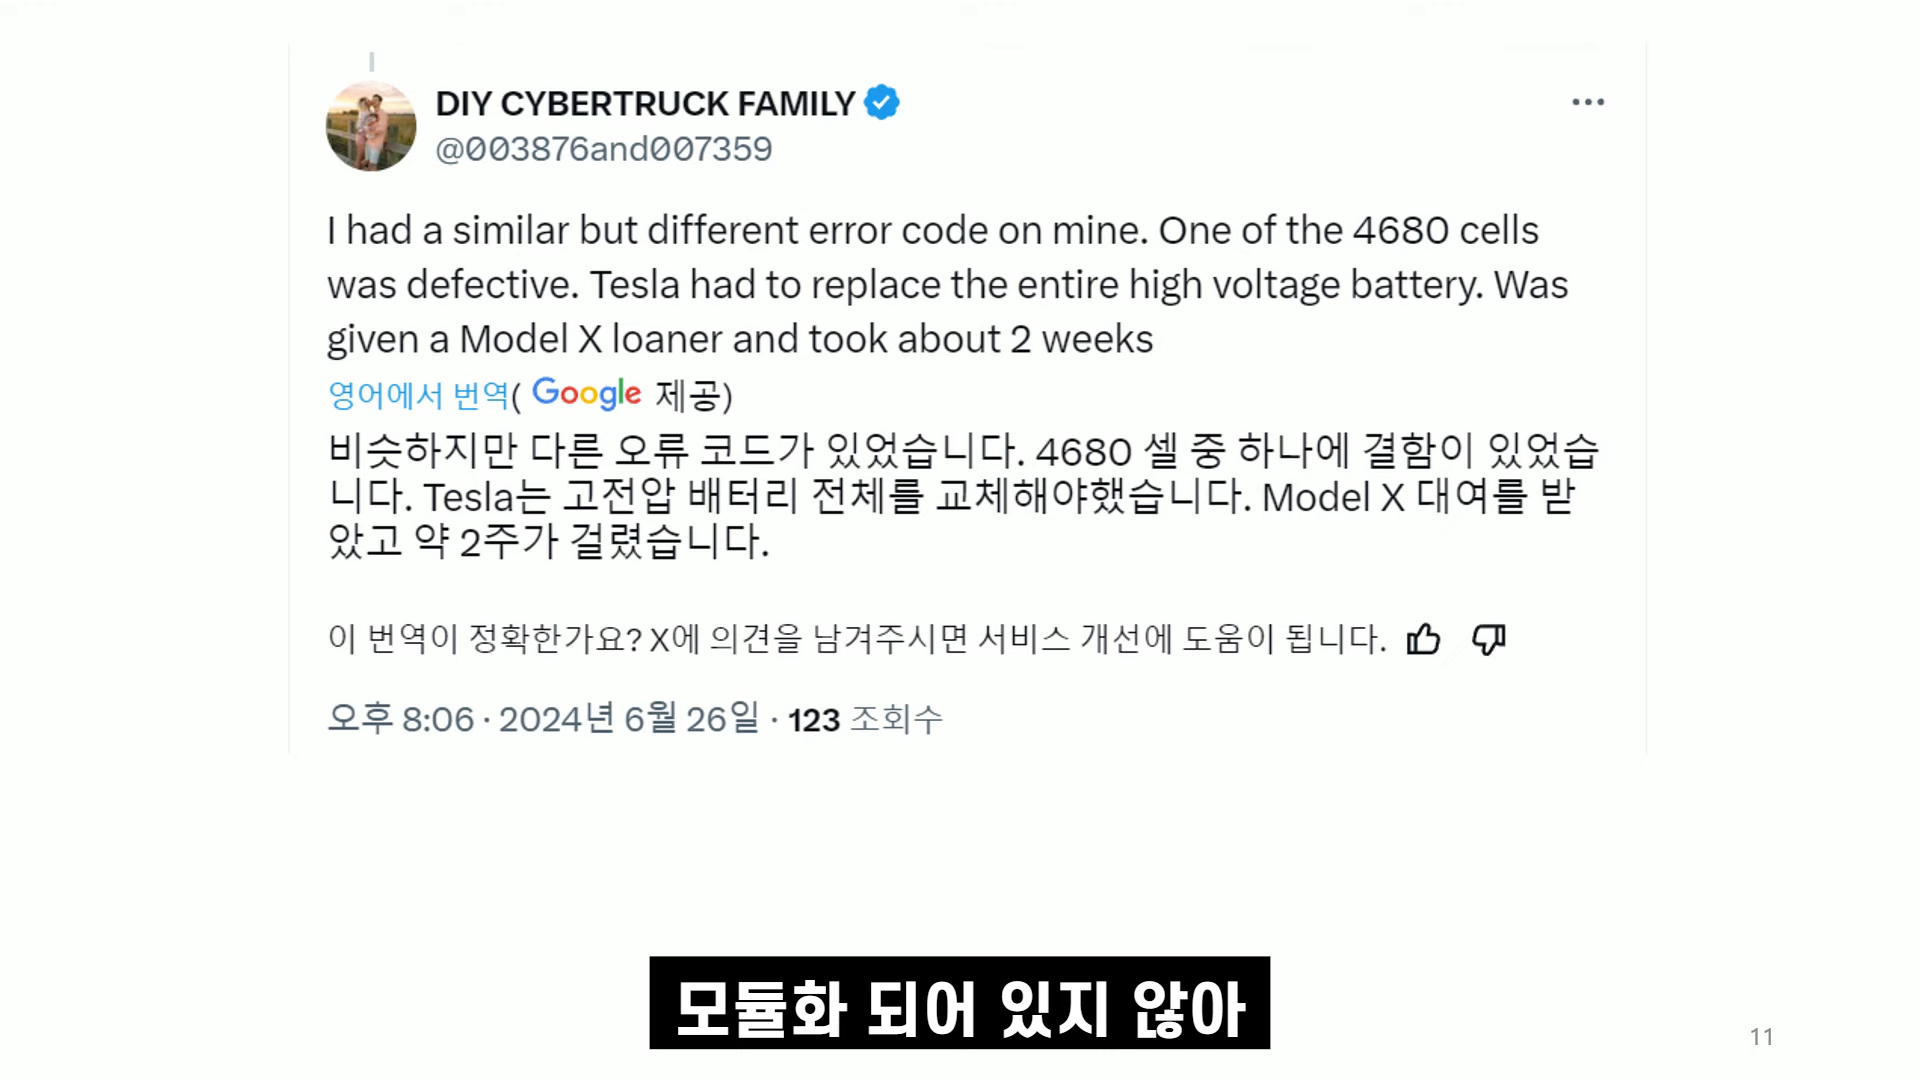 DIY CYBERTRUCK FAMILY
@003876and007359
I had a similar but different error code on mine. One of the 4680 cells
was defective. Tesla had to replace the entire high voltage battery. Was
given a Model X loaner and took about 2 weeks
영어에서 번역( Google 제공)
비슷하지만 다른 오류 코드가 있었습니다. 4680 셀 중 하나에 결함이 있었습
니다. Tesla는 고전압 배터리 전체를 교체해야했습니다. Model X 대여를 받
았고 약 2주가 걸렸습니다.
이 번역이 정확한가요? X에 의견을 남겨주시면 서비스 개선에 도움이 됩니다.
오후 8:06 · 2024년 6월 26일 · 123 조회수
모듈화 되어 있지 않아
11